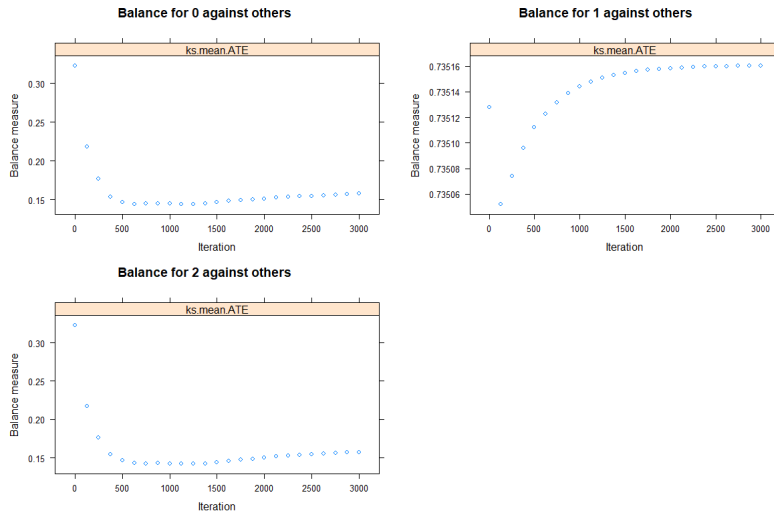 Balance for 0 against others
ks.mean.ATE
Balance measure
0.30
0.25
0.20
0.15
0 500 1000 1500 2000 2500 3000
Iteration
Balance for 1 against others
ks.mean.ATE
Balance measure
0.73516
0.73514
0.73512
0.73510
0.73508
0.73506
0 500 1000 1500 2000 2500 3000
Iteration
Balance for 2 against others
ks.mean.ATE
Balance measure
0.30
0.25
0.20
0.15
0 500 1000 1500 2000 2500 3000
Iteration